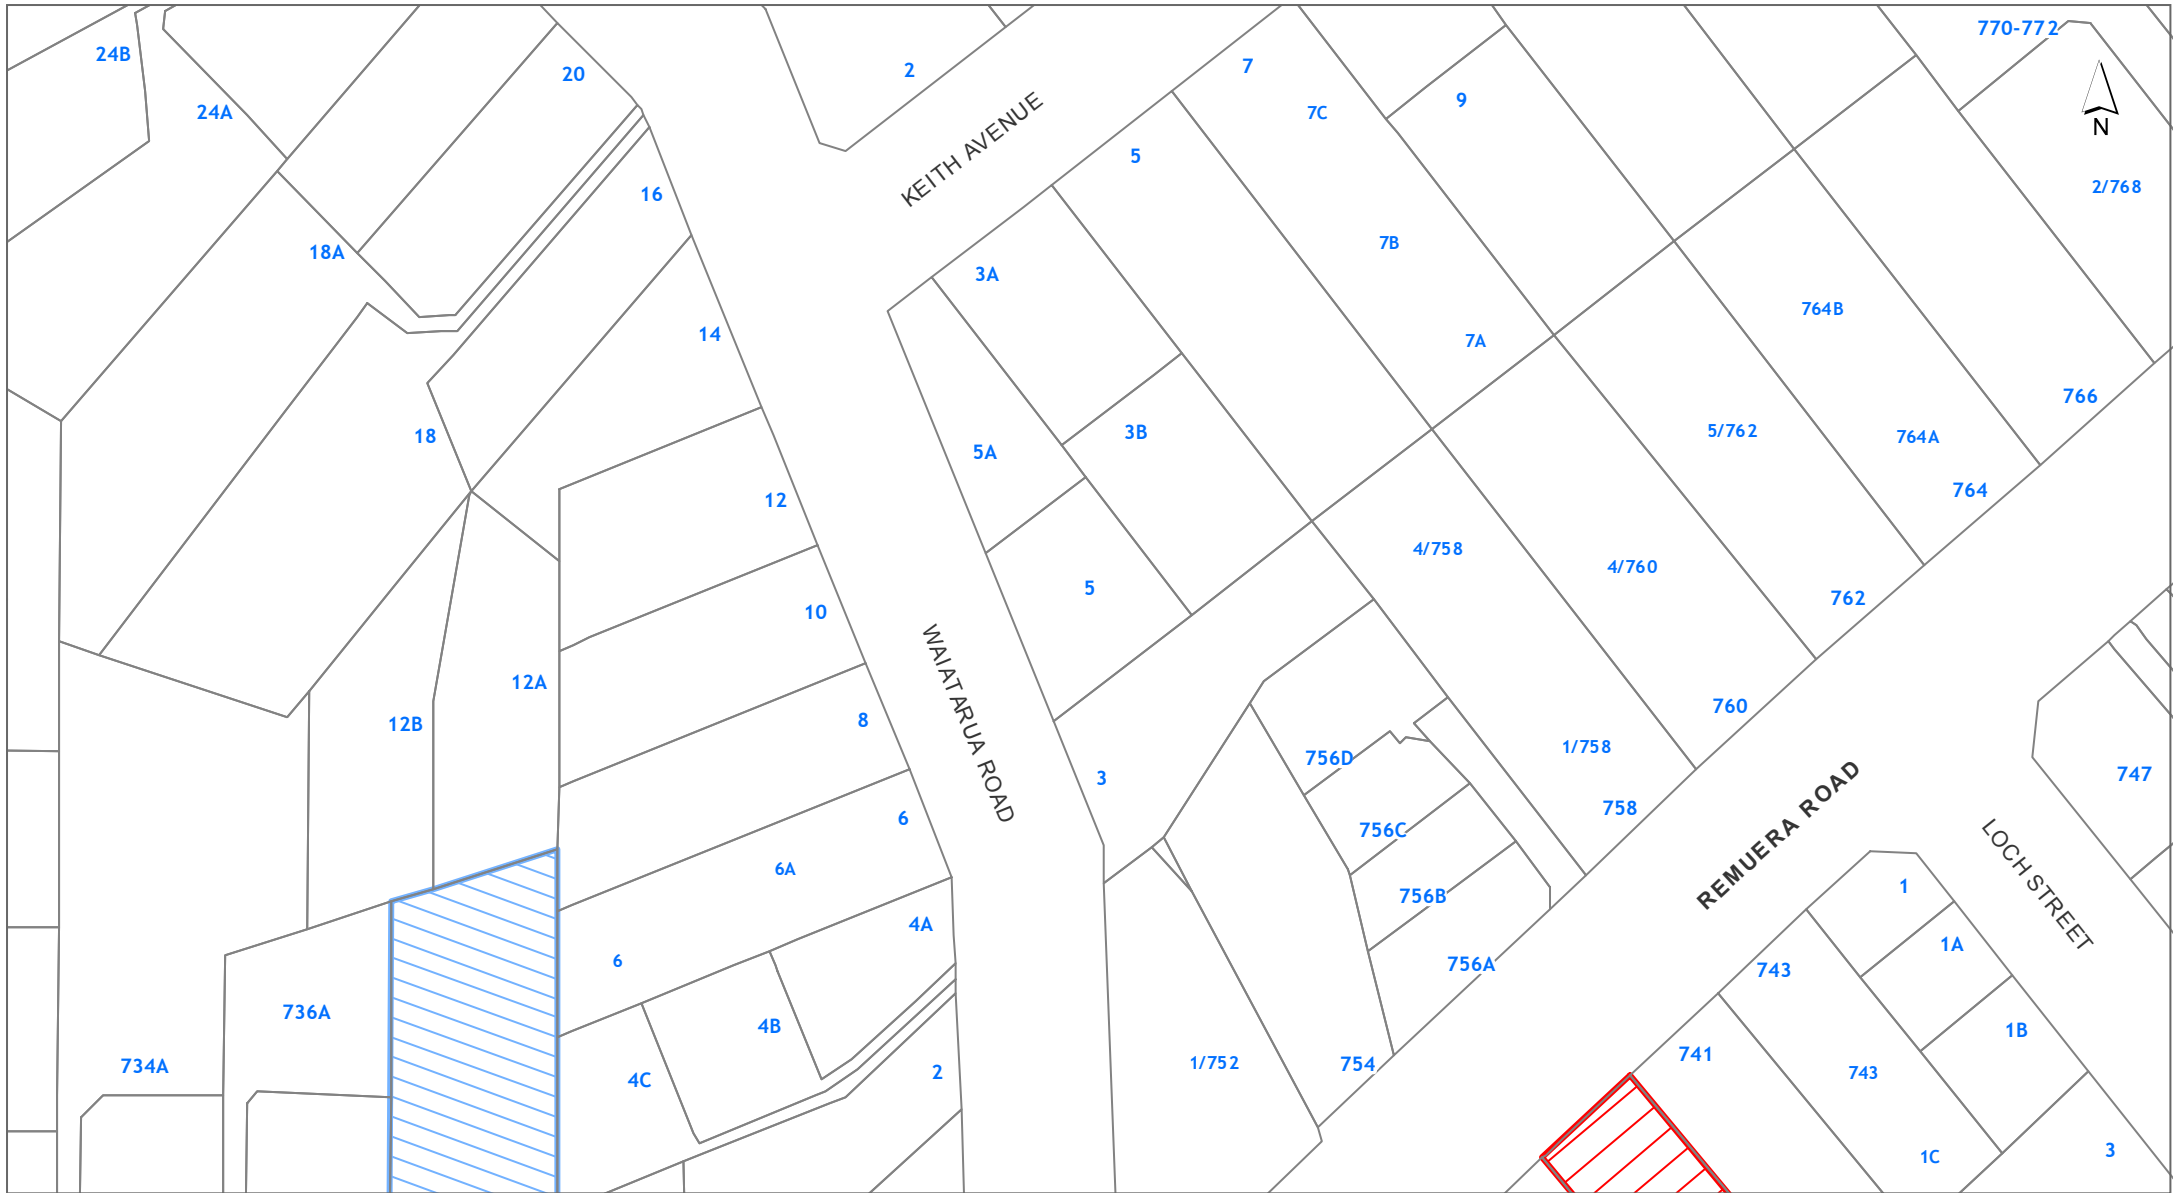 770-772
24B
2
7
20
9
24A
7C
KEITH AVENUE
N
5
2/768
16
7B
18A
3A
764B
14
7A
766
3B
5/762
18
764A
5A
764
12
4/758
4/760
5
762
10
12A
760
8
12B
WAIATARUA ROAD
1/758
756D
747
3
758
6
756C
REMUERA ROAD
LOCH STREET
6A
1
756B
4A
1A
6
756A
743
736A
4B
1B
741
1/752
754
734A
2
743
4C
3
1C